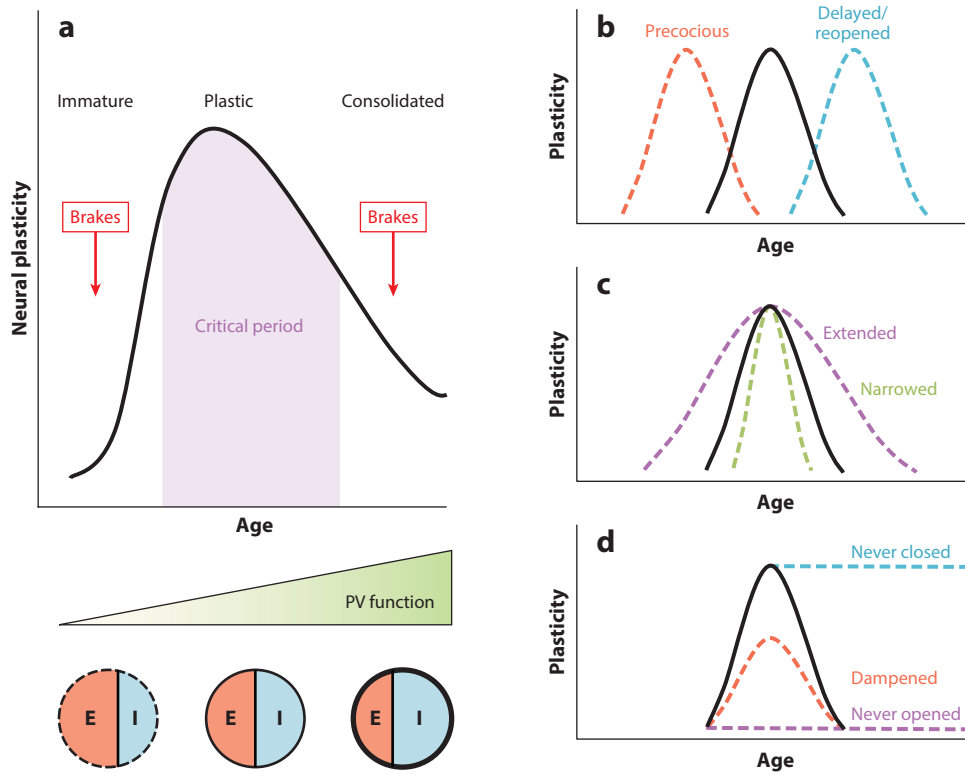 a
Immature
Plastic
Consolidated
Brakes
Brakes
Critical period
Neural plasticity
Age
PV function
E
I
E
I
E
I
b
Precocious
Delayed/
reopened
Plasticity
Age
c
Extended
Narrowed
Plasticity
Age
d
Never closed
Dampened
Never opened
Plasticity
Age